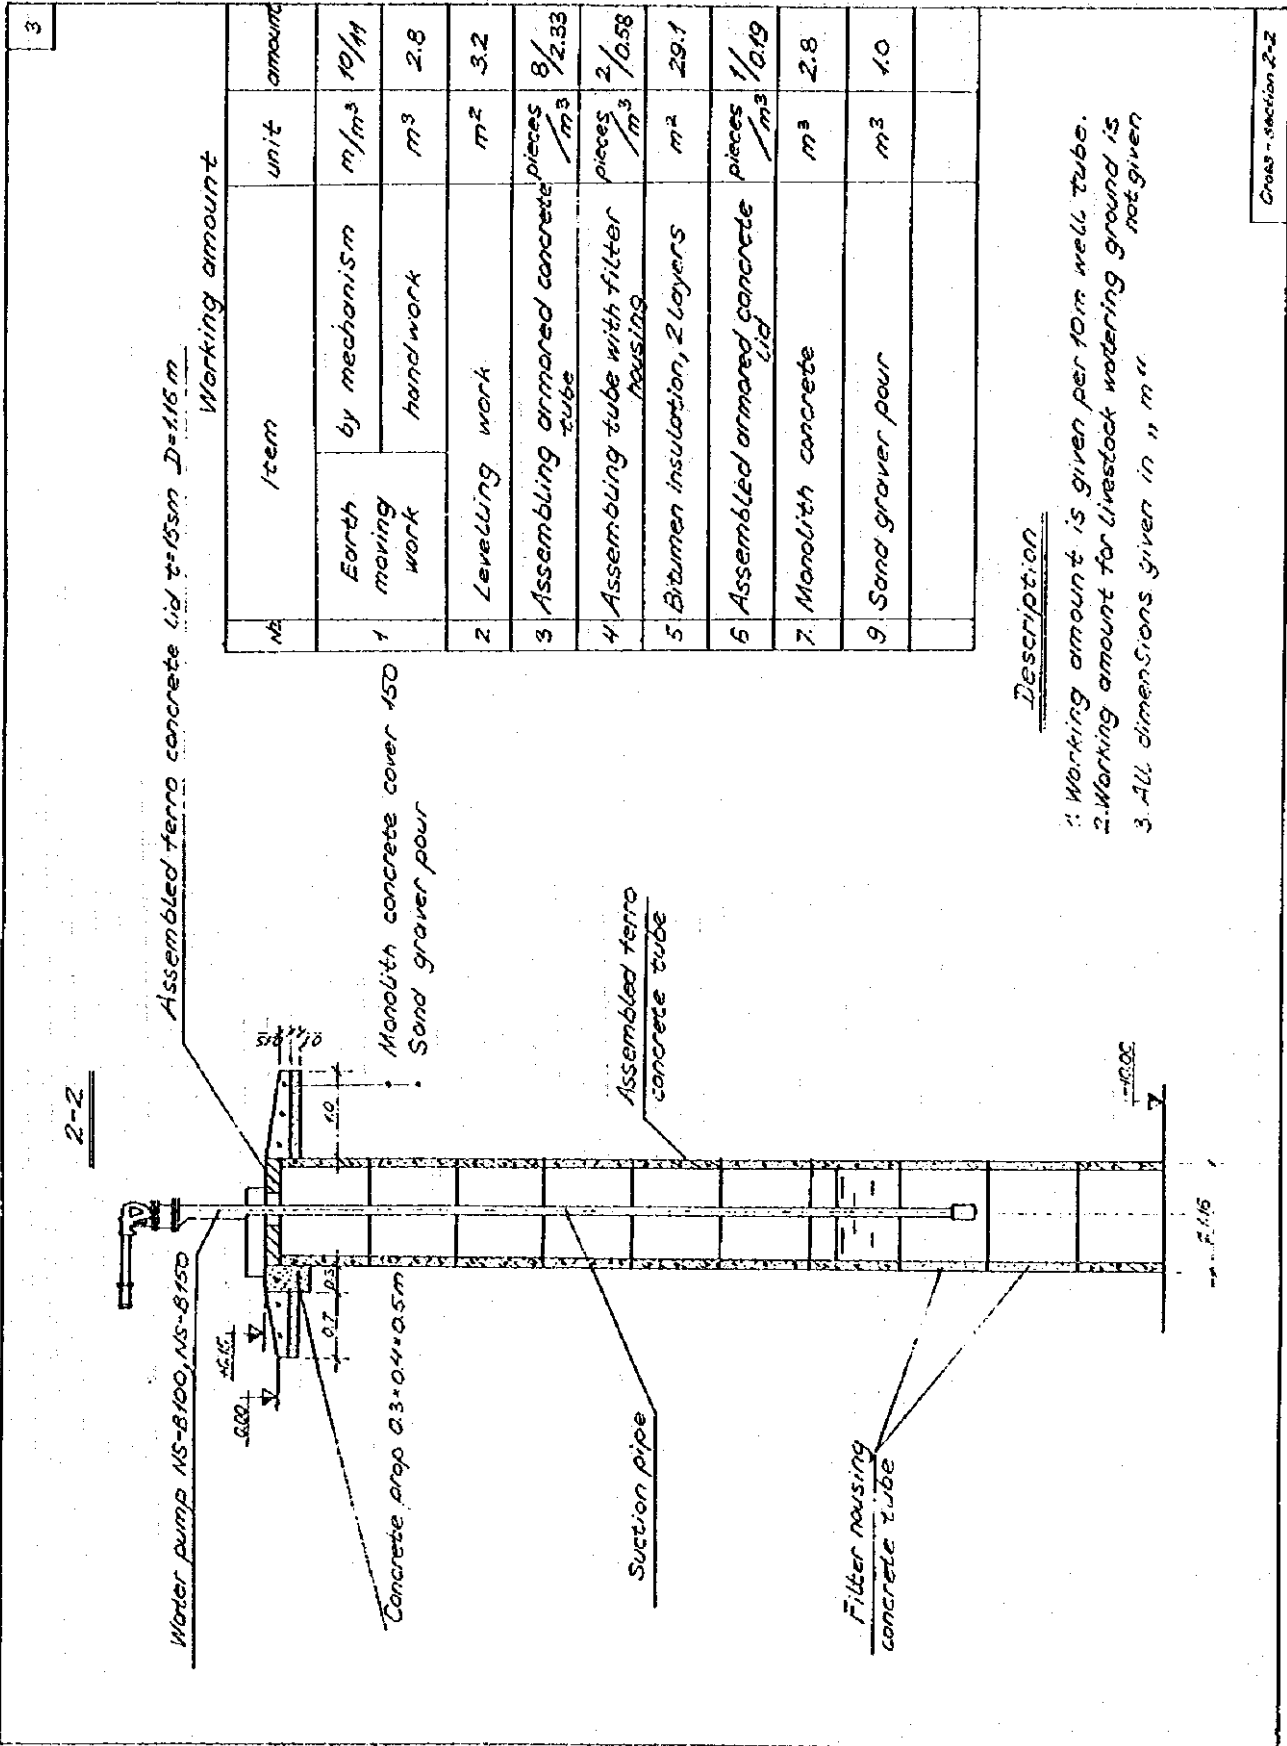 3
2-2
Assembled ferro concrete lid t=15sm D=1.16 m
Water pump NS-B100, NS-B150
0.00
+0.15
Concrete prop 0.3*0.4*0.5m
0.7
0.3
1.0
0.15
Monolith concrete cover 150
Sand graver pour
Suction pipe
Assembled ferro
concrete tube
Filter housing
concrete tube
-10.00
1.16
Working amount
№ Item unit amount
1 Earth moving work by mechanism m/m³ 10/11
hand work m³ 2.8
2 Levelling work m² 3.2
3 Assembling armored concrete tube pieces/m³ 8/2.33
4 Assembling tube with filter housing pieces/m³ 2/0.58
5 Bitumen insulation, 2 layers m² 29.1
6 Assembled armored concrete lid pieces/m³ 1/0.19
7. Monolith concrete m³ 2.8
9 Sand graver pour m³ 1.0
Description
1. Working amount is given per 10m well tube.
2. Working amount for livestock watering ground is
not given
3. All dimensions given in „ m "
Cross-section 2-2